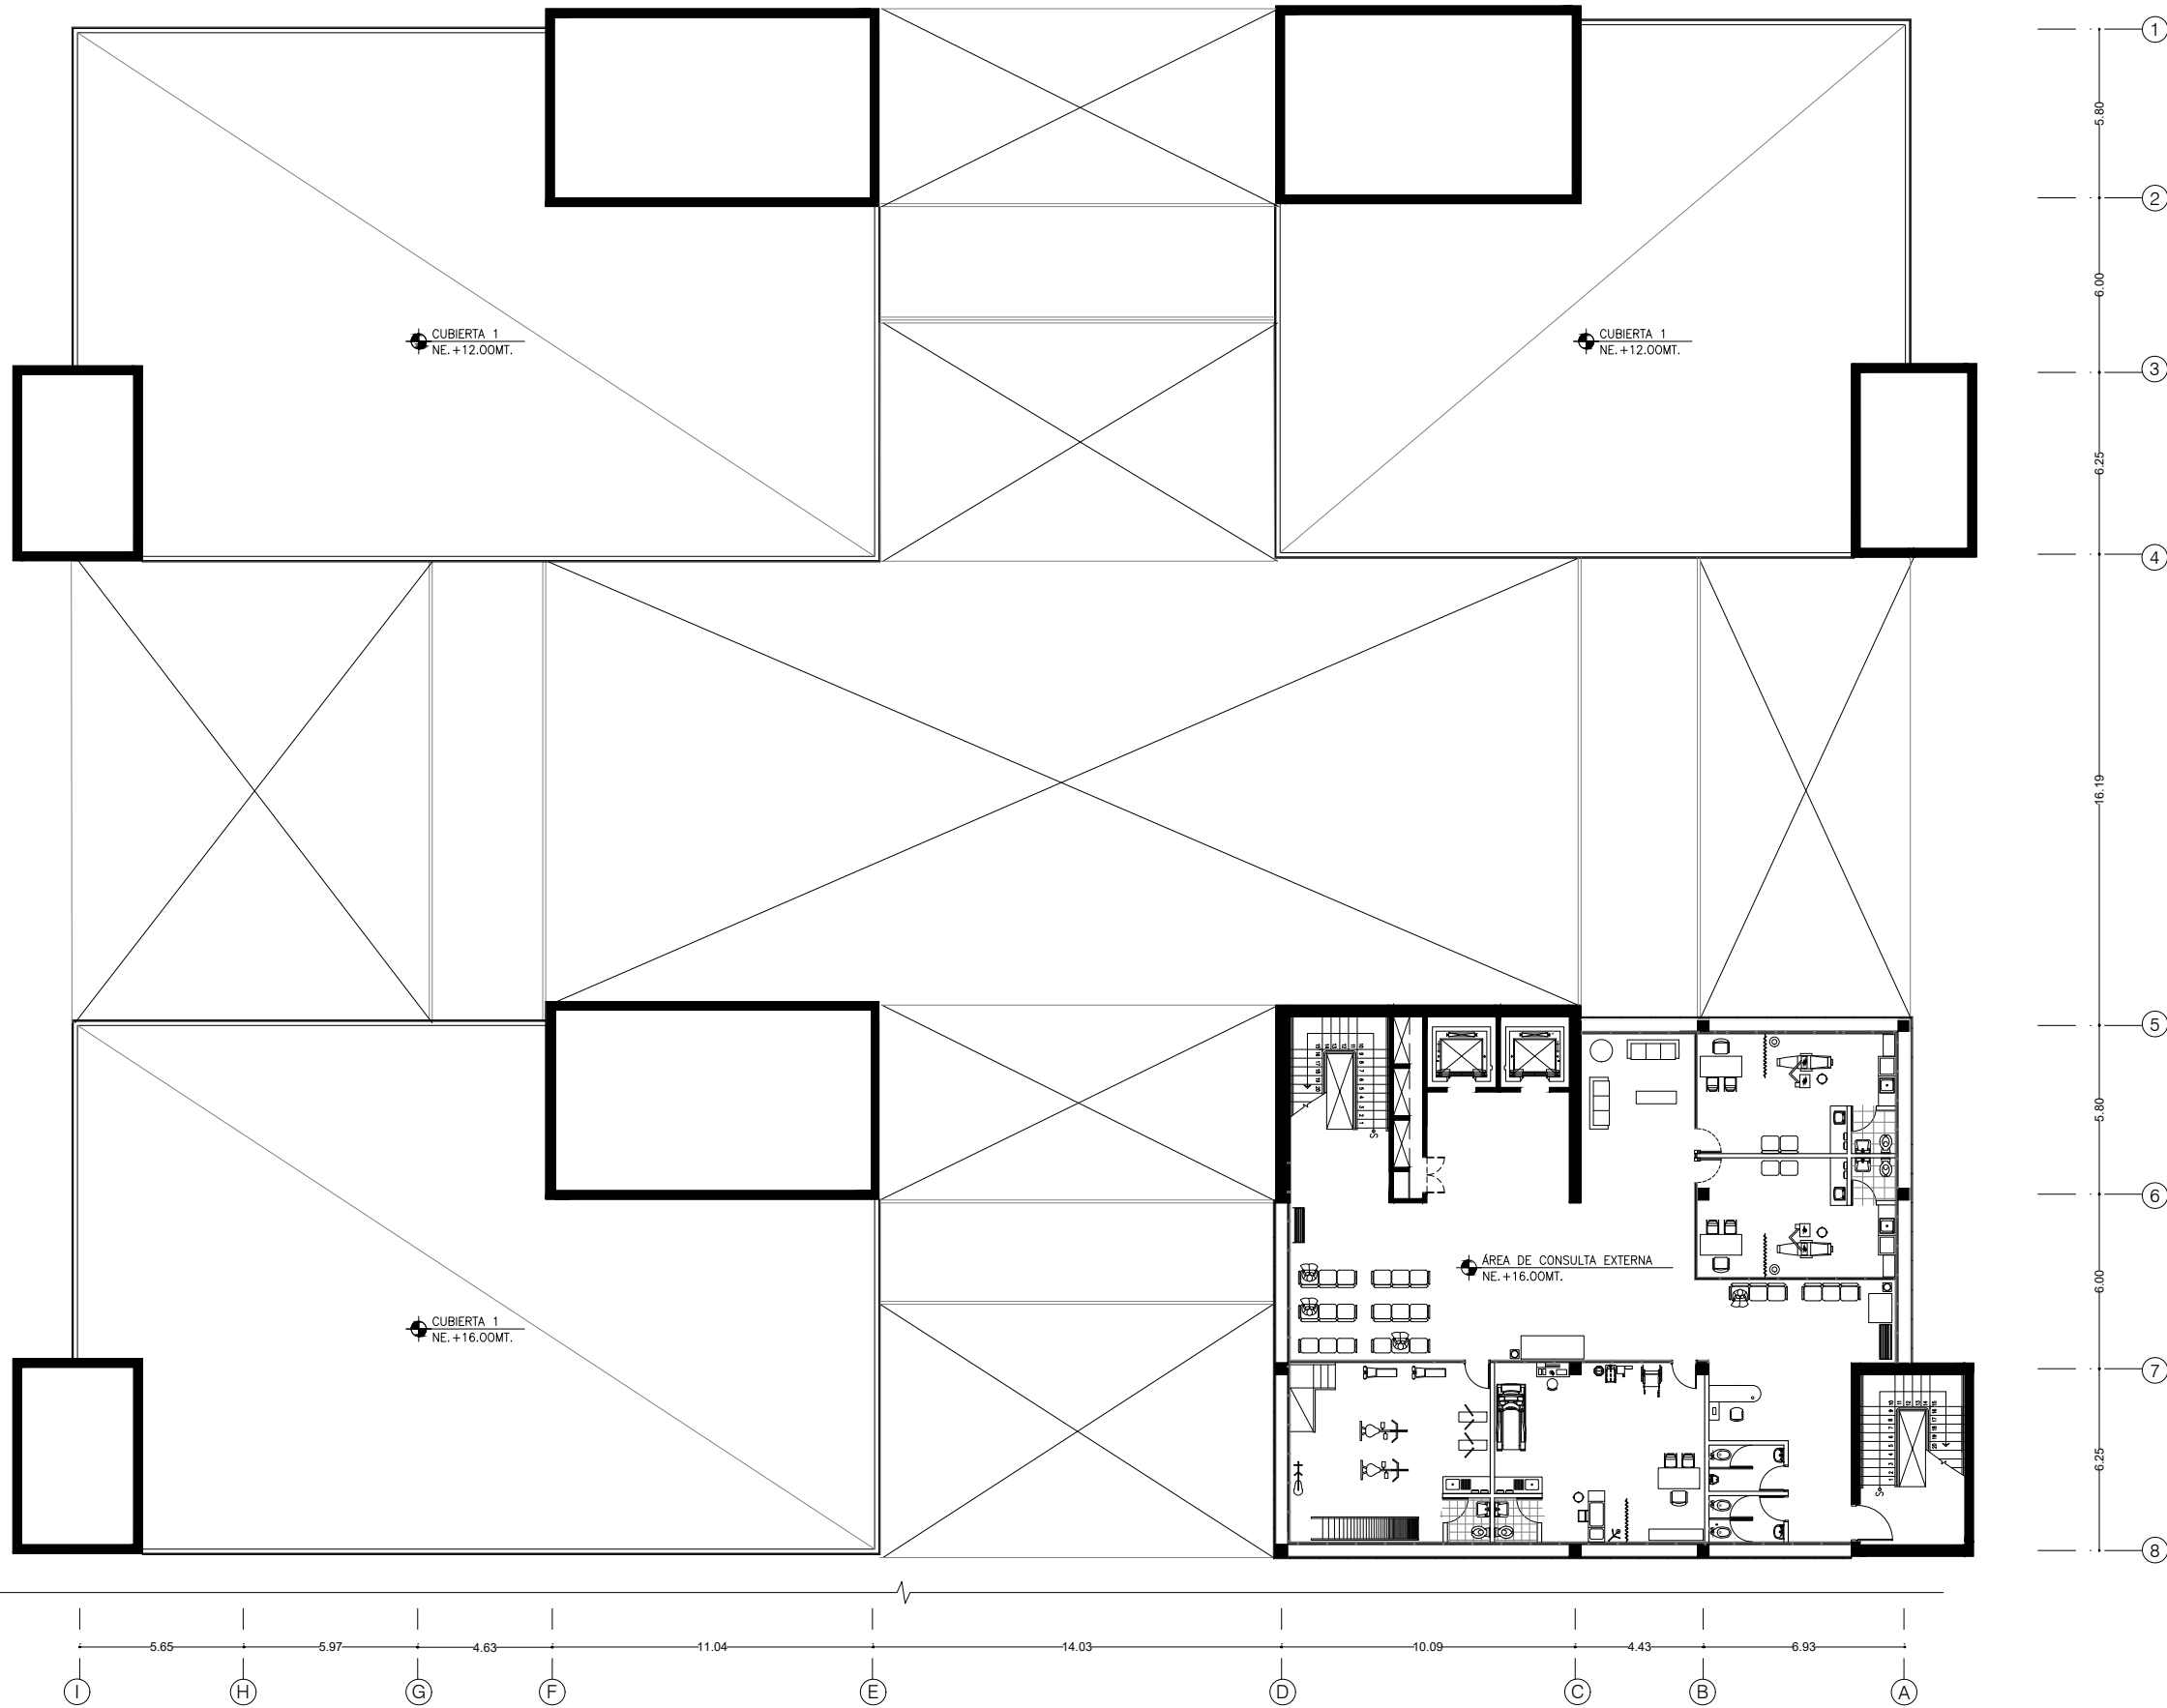 1
5.80
2
6.00
CUBIERTA 1
NE.+12.00MT.
CUBIERTA 1
NE.+12.00MT.
3
6.25
4
16.19
5
5.80
6
ÁREA DE CONSULTA EXTERNA
NE.+16.00MT.
6.00
CUBIERTA 1
NE.+16.00MT.
7
6.25
8
5.65
5.97
4.63
11.04
14.03
10.09
4.43
6.93
I
H
G
F
E
D
C
B
A